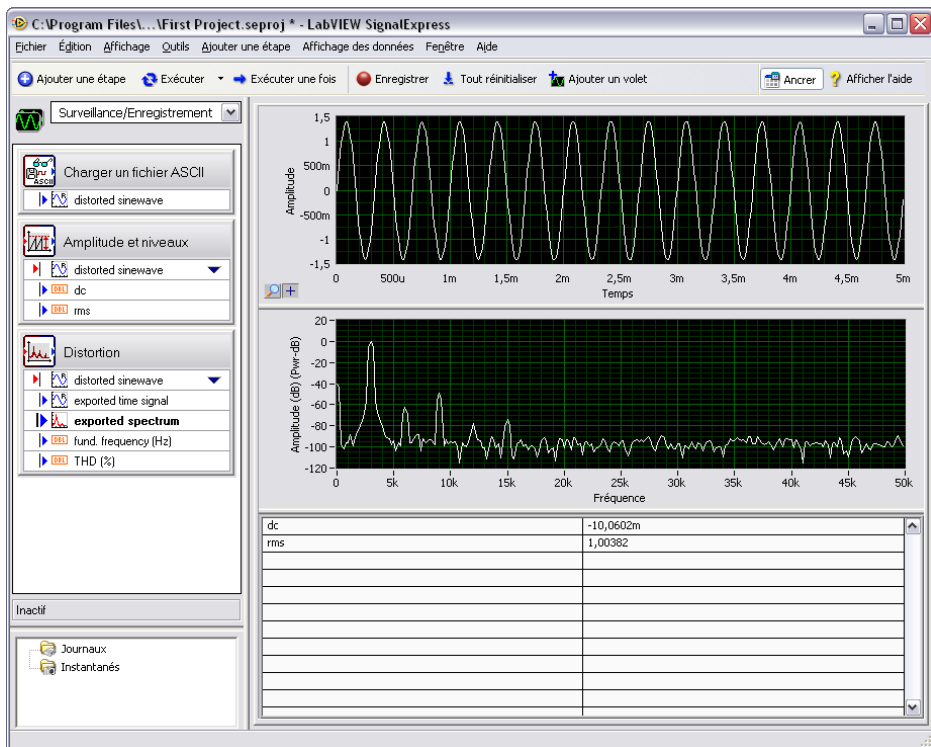 C:\Program Files\...\First Project.seproj * - LabVIEW SignalExpress
Fichier Édition Affichage Outils Ajouter une étape Affichage des données Fenêtre Aide
Ajouter une étape Exécuter Exécuter une fois Enregistrer Tout réinitialiser Ajouter un volet Ancrer Afficher l'aide
Surveillance/Enregistrement
ASCII
Charger un fichier ASCII
distorted sinewave
Amplitude et niveaux
distorted sinewave
DBL dc
DBL rms
Distortion
distorted sinewave
exported time signal
exported spectrum
DBL fund. frequency (Hz)
DBL THD (%)
Inactif
Journaux
Instantanés
Amplitude
1,5
1
500m
0
-500m
-1
-1,5
0 500u 1m 1,5m 2m 2,5m 3m 3,5m 4m 4,5m 5m
Temps
Amplitude (dB) (Pwr-dB)
20
0
-20
-40
-60
-80
-100
-120
0 5k 10k 15k 20k 25k 30k 35k 40k 45k 50k
Fréquence
dc -10,0602m
rms 1,00382